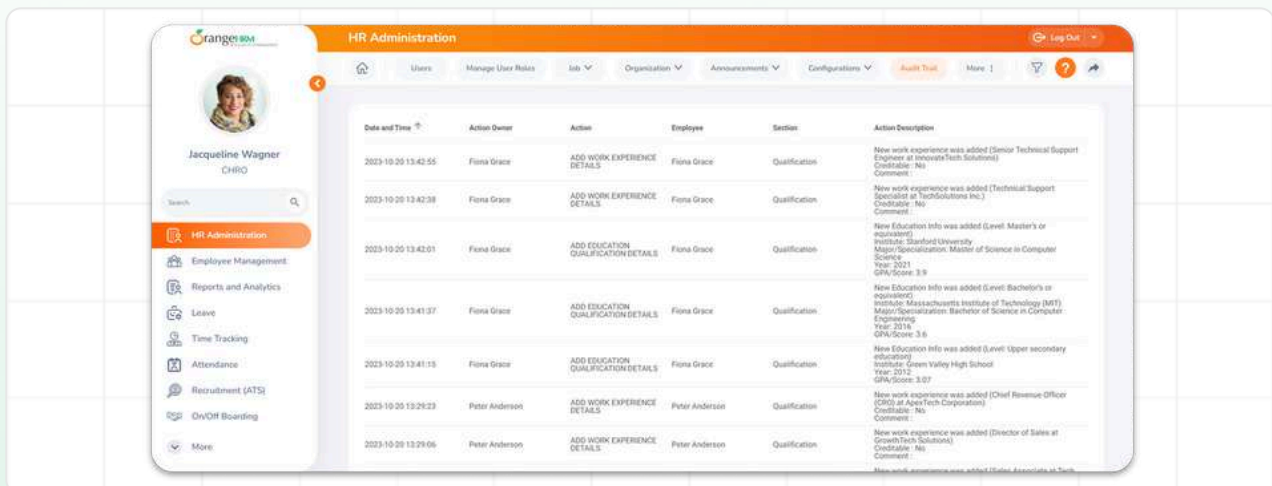 OrangeHRM
HR Administration
Log Out
Users
Manage User Roles
Job
Organization
Announcements
Configurations
Audit Trail
More
?
Jacqueline Wagner
CHRO
Search
HR Administration
Employee Management
Reports and Analytics
Leave
Time Tracking
Attendance
Recruitment (ATS)
On/Off Boarding
More
Date and Time Action Owner Action Employee Section Action Description
2023-10-20 13:42:55 Fiona Grace ADD WORK EXPERIENCE DETAILS Fiona Grace Qualification New work experience was added (Senior Technical Support
Engineer at InnovateTech Solutions)
Creditable : No
Comment :
2023-10-20 13:42:38 Fiona Grace ADD WORK EXPERIENCE DETAILS Fiona Grace Qualification New work experience was added (Technical Support
Specialist at TechSolutions Inc.)
Creditable : No
Comment :
2023-10-20 13:42:01 Fiona Grace ADD EDUCATION QUALIFICATION DETAILS Fiona Grace Qualification New Education Info was added (Level: Master's or
equivalent)
Institute: Stanford University
Major/Specialization: Master of Science in Computer
Science
Year: 2021
GPA/Score: 3.9
2023-10-20 13:41:37 Fiona Grace ADD EDUCATION QUALIFICATION DETAILS Fiona Grace Qualification New Education Info was added (Level: Bachelor's or
equivalent)
Institute: Massachusetts Institute of Technology (MIT)
Major/Specialization: Bachelor of Science in Computer
Engineering
Year: 2016
GPA/Score: 3.6
2023-10-20 13:41:15 Fiona Grace ADD EDUCATION QUALIFICATION DETAILS Fiona Grace Qualification New Education Info was added (Level: Upper secondary
education)
Institute: Green Valley High School
Year: 2012
GPA/Score: 3.07
2023-10-20 13:29:23 Peter Anderson ADD WORK EXPERIENCE DETAILS Peter Anderson Qualification New work experience was added (Chief Revenue Officer
(CRO) at ApexTech Corporation)
Creditable : No
Comment :
2023-10-20 13:29:06 Peter Anderson ADD WORK EXPERIENCE DETAILS Peter Anderson Qualification New work experience was added (Director of Sales at
GrowthTech Solutions)
Creditable : No
Comment :
New work experience was added (Sales Associate at Tech